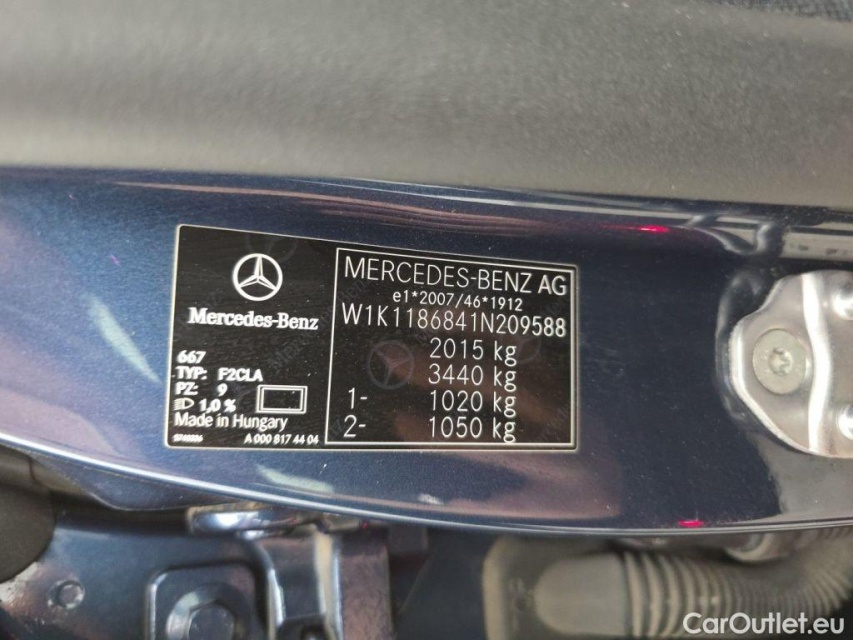 Mercedes-Benz
667
TYP: F2CLA
PZ: 9
1,0 %
Made in Hungary
A 000 817 44 04
MERCEDES-BENZ AG
e1*2007/46*1912
W1K1186841N209588
2015 kg
3440 kg
1- 1020 kg
2- 1050 kg
CarOutlet.eu